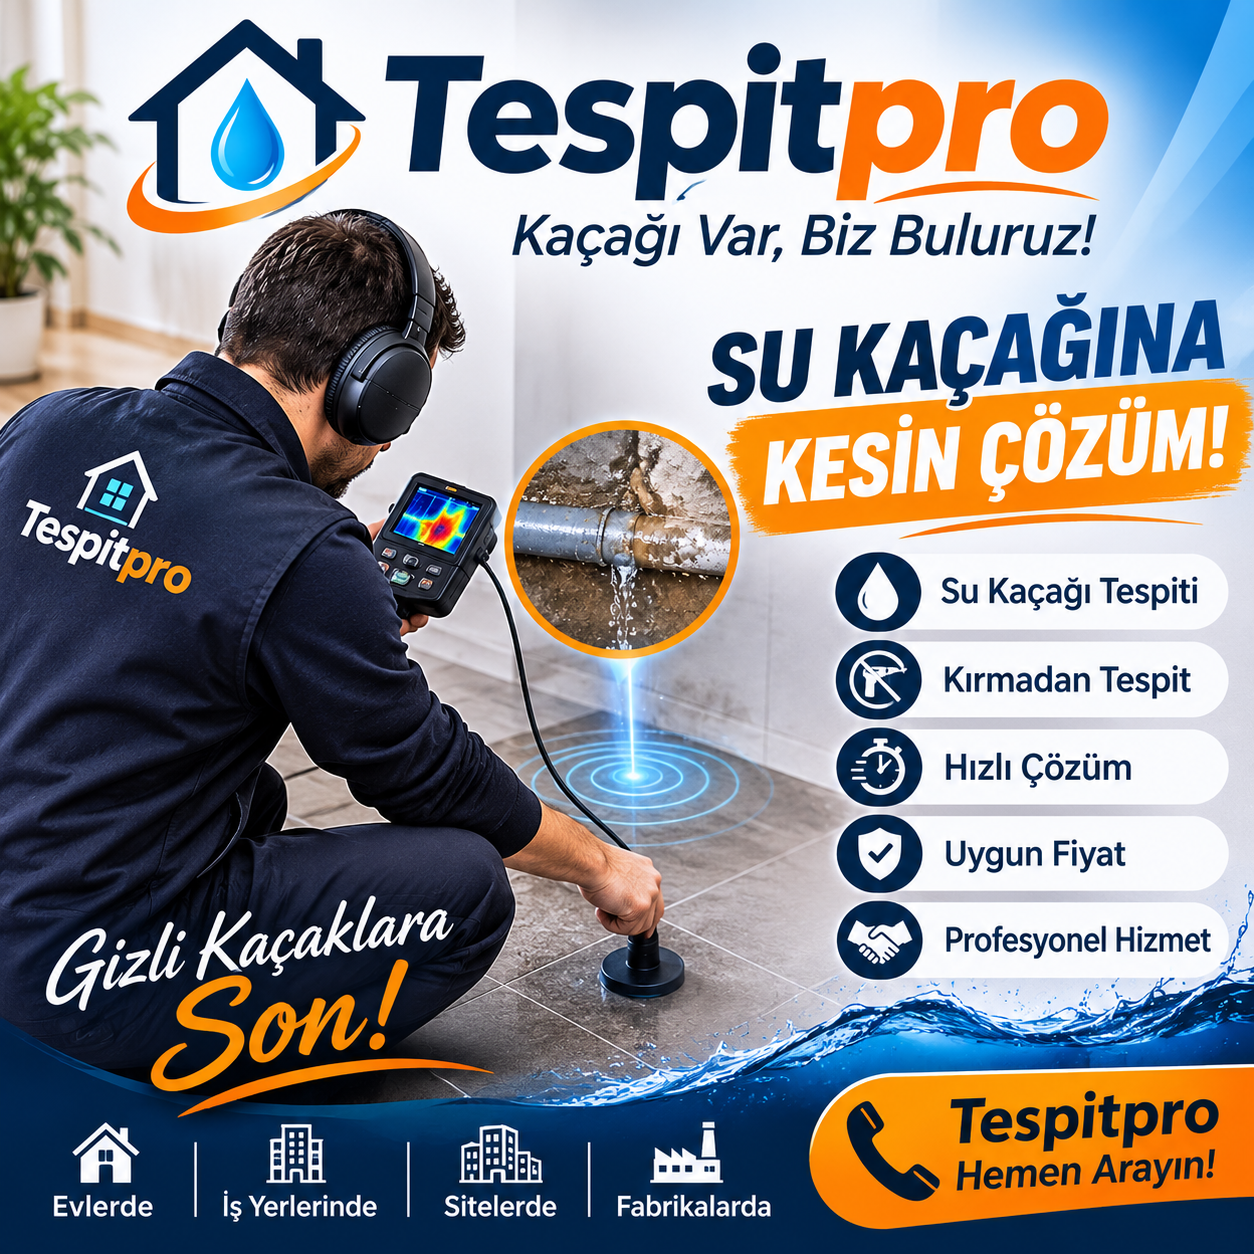 Tespitpro
Kaçağı Var, Biz Buluruz!
SU KAÇAĞINA
KESİN ÇÖZÜM!
Tespitpro
Su Kaçağı Tespiti
Kırmadan Tespit
Hızlı Çözüm
Uygun Fiyat
Profesyonel Hizmet
Gizli Kaçaklara
Son!
Evlerde
İş Yerlerinde
Sitelerde
Fabrikalarda
Tespitpro
Hemen Arayın!